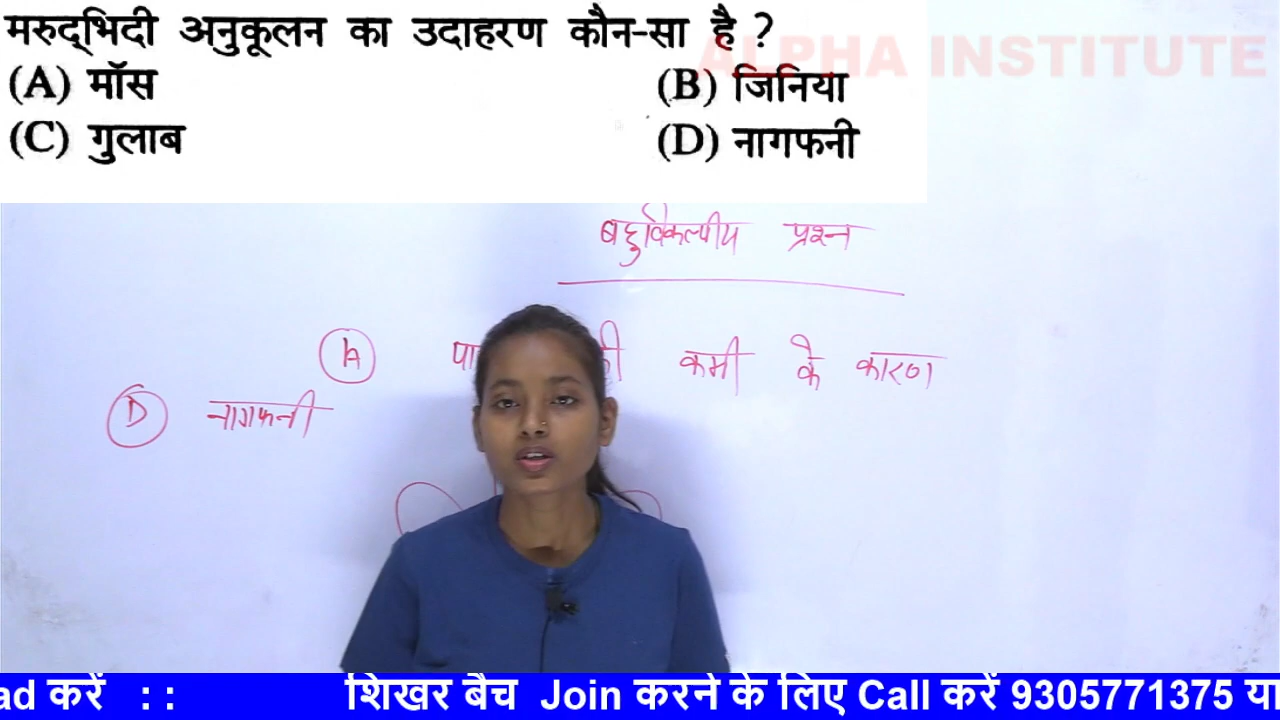 मरुद्भिदी अनुकूलन का उदाहरण कौन-सा है ?
ALPHA INSTITUTE
(A) मॉस (B) जिनिया
(C) गुलाब (D) नागफनी
बहुविकल्पीय प्रश्न
की कमी के कारण
(D) नागफनी
ad करें : : शिखर बैच Join करने के लिए Call करें 9305771375 या